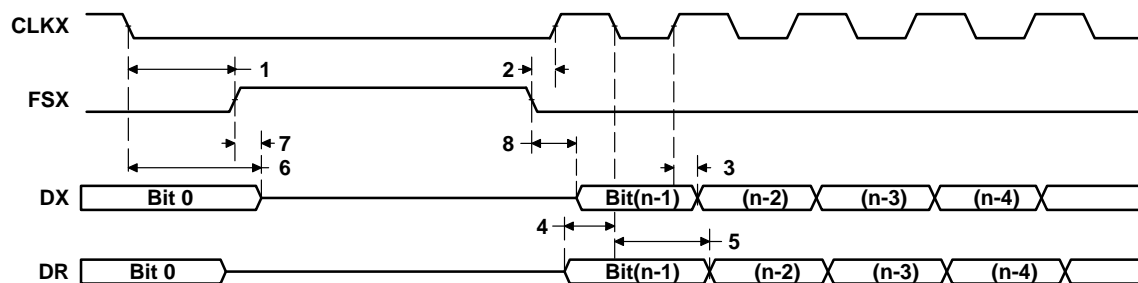 CLKX
1
2
FSX
7
8
6
3
DX
Bit 0
Bit(n-1)
(n-2)
(n-3)
(n-4)
4
5
DR
Bit 0
Bit(n-1)
(n-2)
(n-3)
(n-4)